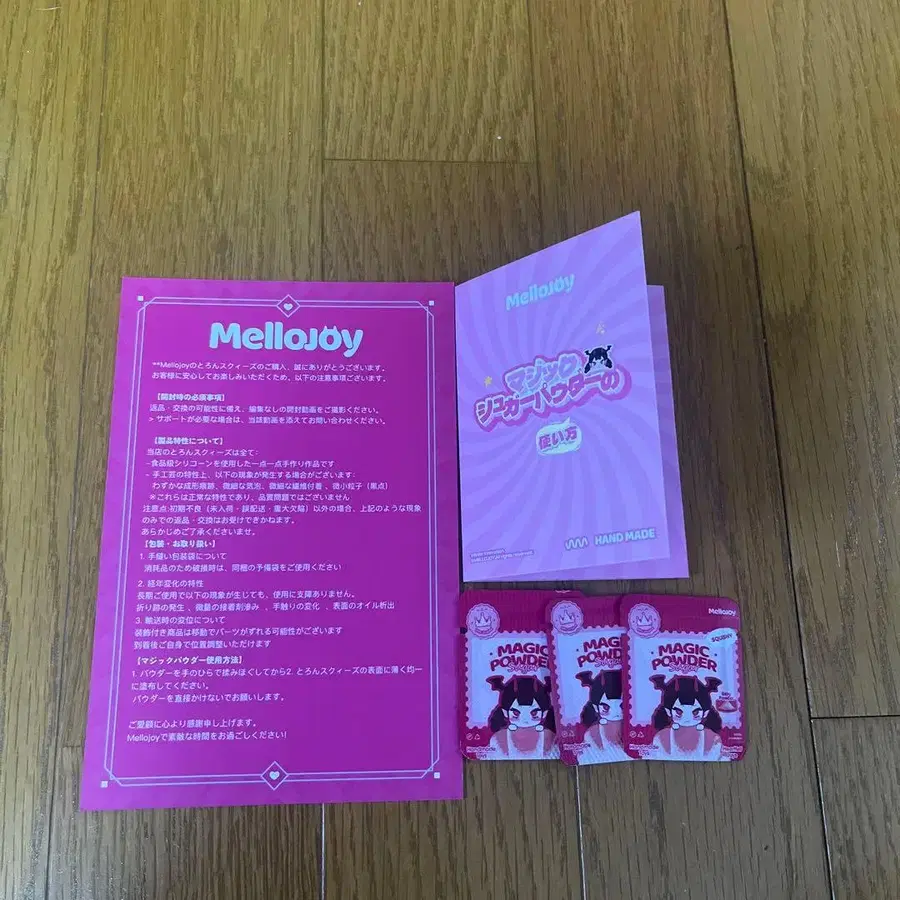 Mellojoy
**Mellojoyのとろんスクィーズのご購入、誠にありがとうございます。
お客様に安心してお楽しみいただくため、以下の注意事項ございます。
【開封時の必須事項】
返品・交換の可能性に備え、編集なしの開封動画をご撮影ください。
> サポートが必要な場合は、当該動画を添えてお問い合わせください。
【製品特性について】
当店のとろんスクィーズは全て:
–食品級シリコーンを使用した一点一点手作り作品です
– 手工芸の特性上、以下の現象が発生する場合がございます:
わずかな成形痕跡、微細な気泡、微細な繊維付着、微小粒子（黒点）
※これらは正常な特性であり、品質問題ではございません
注意点:初期不良（未入荷・誤配送・重大欠陥）以外の場合、上記のような現象
のみでの返品・交換はお受けできかねます。
あらかじめご了承くださいませ。
【包装・お取り扱い】
1. 手縫い包装袋について
消耗品のため破損時は、同梱の予備袋をご使用ください
2. 経年変化の特性
長期ご使用で以下の現象が生じても、使用に支障ありません。
折り跡の発生 、微量の接着剤滲み 、手触りの変化 、表面のオイル析出
3. 輸送時の変位について
装飾付き商品は移動でパーツがずれる可能性がございます
到着後ご自身で位置調整いただけます
【マジックパウダー使用方法】
1. パウダーを手のひらで揉みほぐしてから2. とろんスクィーズの表面に薄く均一
に塗布してください。
パウダーを直接かけないでお願いします。
ご愛顧に心より感謝申し上げます。
Mellojoyで素敵な時間をお過ごしください!
Mellojoy
マジック
シュガーパウダーの
使い方
HAND MADE
MAGIC
POWDER
MAGIC
POWDER
Mellojoy
SQUISHY
MAGIC
POWDER